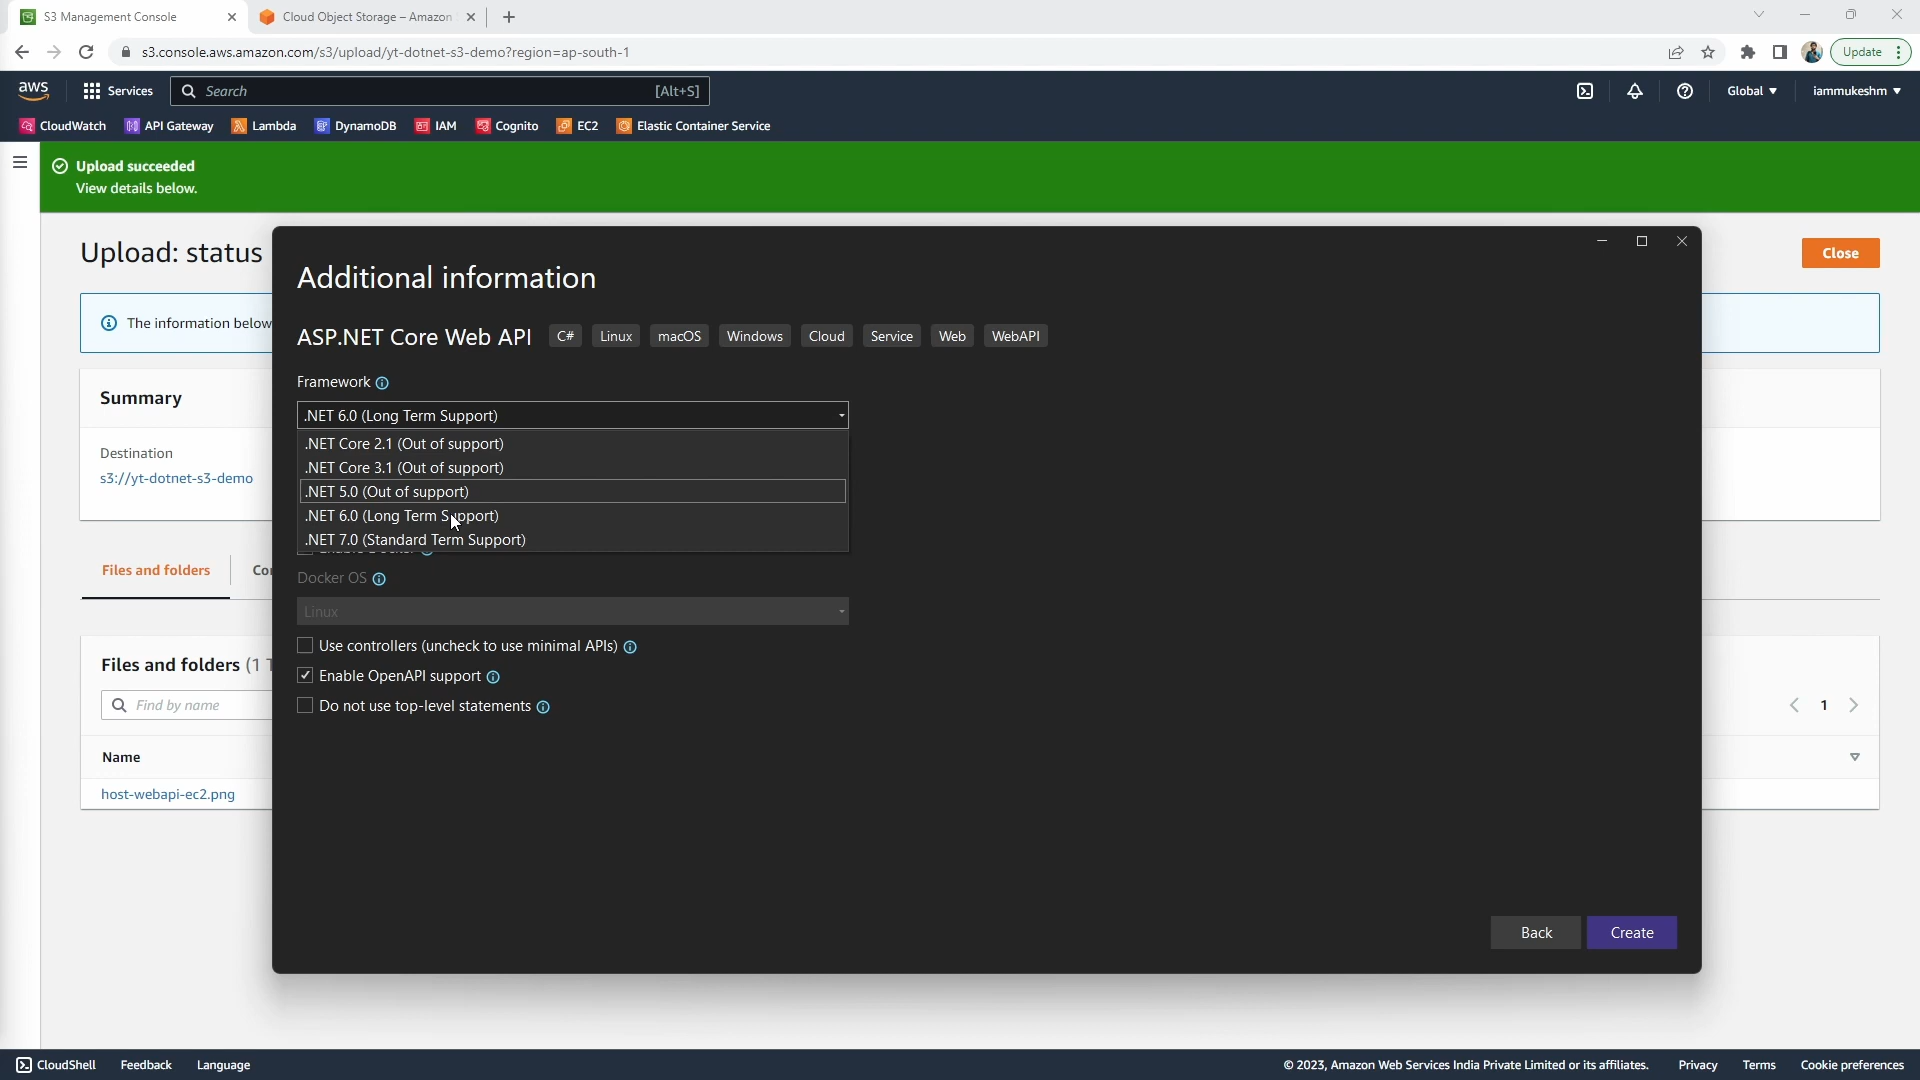 S3 Management Console
Cloud Object Storage – Amazon
s3.console.aws.amazon.com/s3/upload/yt-dotnet-s3-demo?region=ap-south-1
Update
aws
Services
Search
[Alt+S]
Global
iammukeshm
CloudWatch
API Gateway
Lambda
DynamoDB
IAM
Cognito
EC2
Elastic Container Service
Upload succeeded
View details below.
Upload: status
Close
The information below
Summary
Destination
s3://yt-dotnet-s3-demo
Files and folders
Files and folders (1
Find by name
1
Name
host-webapi-ec2.png
Additional information
ASP.NET Core Web API
C#
Linux
macOS
Windows
Cloud
Service
Web
WebAPI
Framework
.NET 6.0 (Long Term Support)
.NET Core 2.1 (Out of support)
.NET Core 3.1 (Out of support)
.NET 5.0 (Out of support)
.NET 6.0 (Long Term Support)
.NET 7.0 (Standard Term Support)
Docker OS
Linux
Use controllers (uncheck to use minimal APIs)
Enable OpenAPI support
Do not use top-level statements
Back
Create
CloudShell
Feedback
Language
© 2023, Amazon Web Services India Private Limited or its affiliates.
Privacy
Terms
Cookie preferences